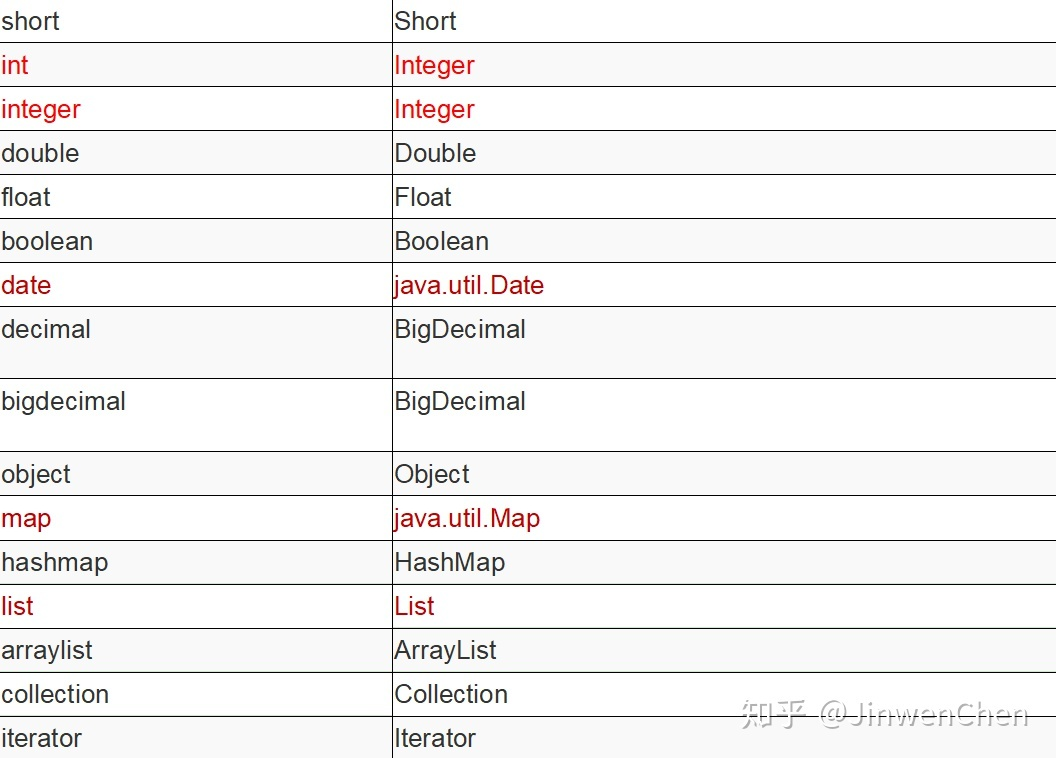 short Short
int Integer
integer Integer
double Double
float Float
boolean Boolean
date java.util.Date
decimal BigDecimal
bigdecimal BigDecimal
object Object
map java.util.Map
hashmap HashMap
list List
arraylist ArrayList
collection Collection
知乎 @JinwenChen
iterator Iterator